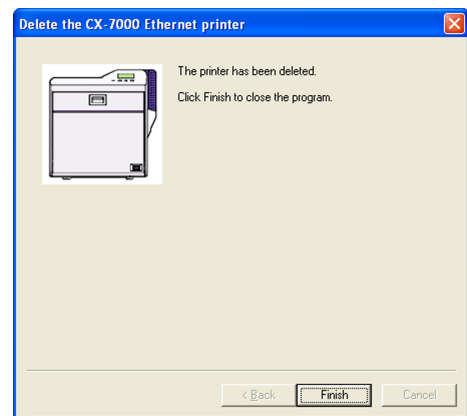 Delete the CX-7000 Ethernet printer
The printer has been deleted.
Click Finish to close the program.
< Back Finish Cancel